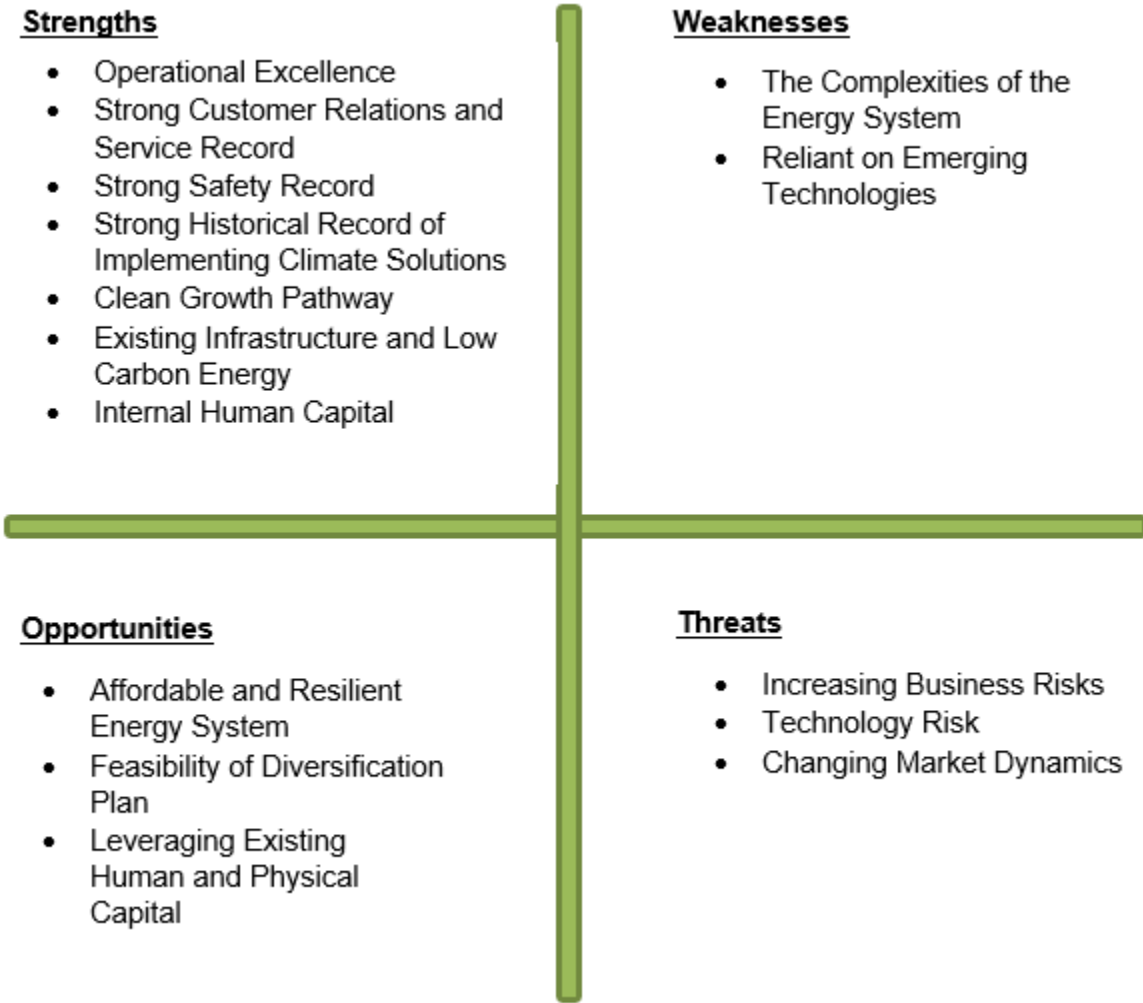 Strengths
• Operational Excellence
• Strong Customer Relations and
Service Record
• Strong Safety Record
• Strong Historical Record of
Implementing Climate Solutions
• Clean Growth Pathway
• Existing Infrastructure and Low
Carbon Energy
• Internal Human Capital
Weaknesses
• The Complexities of the
Energy System
• Reliant on Emerging
Technologies
Opportunities
• Affordable and Resilient
Energy System
• Feasibility of Diversification
Plan
• Leveraging Existing
Human and Physical
Capital
Threats
• Increasing Business Risks
• Technology Risk
• Changing Market Dynamics